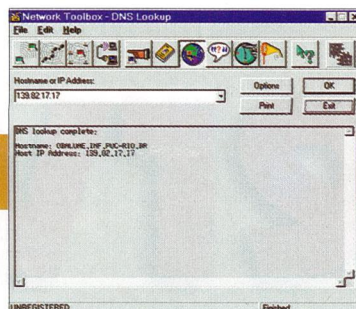 Network Toolbox - DNS Lookup
File Edit Help
Hostname or IP Address:
139.82.17.17
Options
OK
Print
Exit
DNS lookup complete:
Hostname: OBALUME.INF.PUC-RIO.BR
Host IP Address: 139.82.17.17
UNREGISTERED
Finished